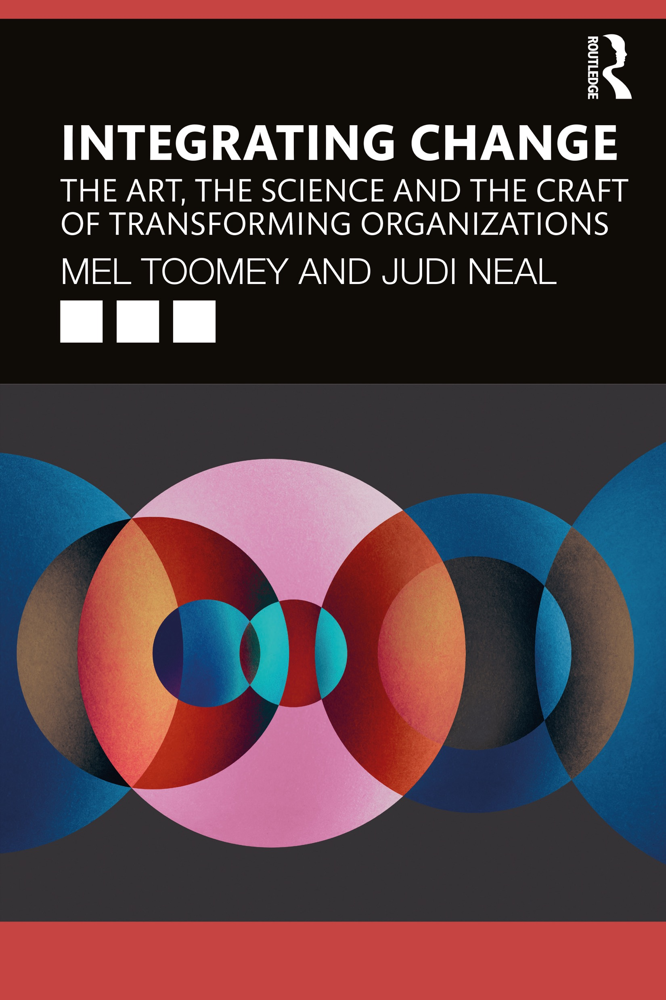 ROUTLEDGE
INTEGRATING CHANGE
THE ART, THE SCIENCE AND THE CRAFT
OF TRANSFORMING ORGANIZATIONS
MEL TOOMEY AND JUDI NEAL